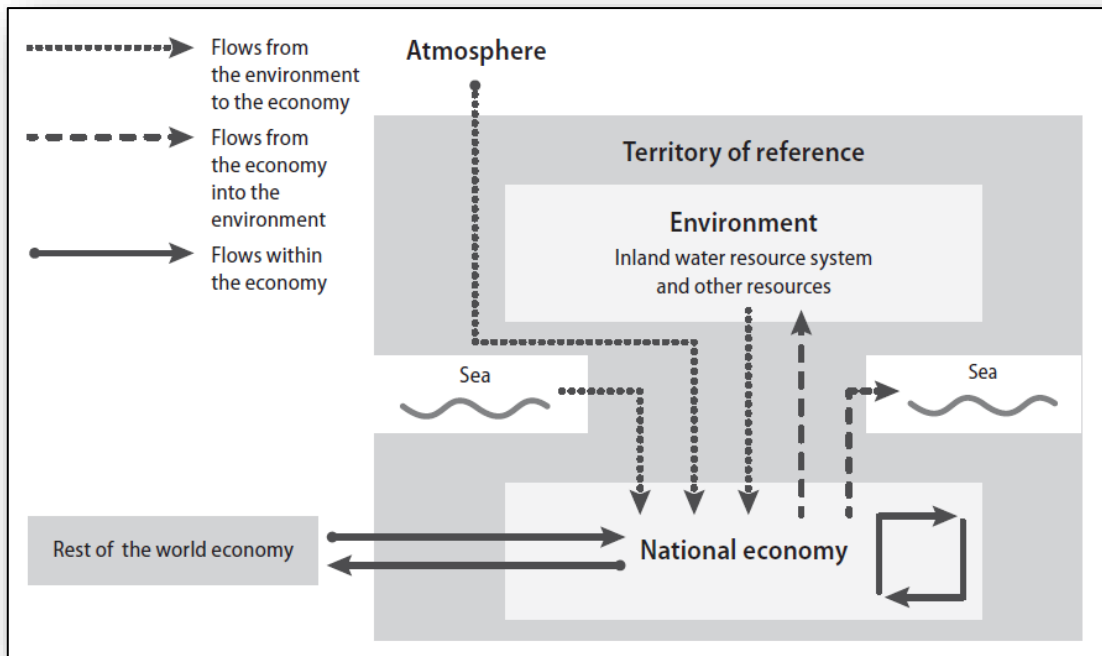 Flows from
the environment
to the economy
Flows from
the economy
into the
environment
Flows within
the economy
Atmosphere
Territory of reference
Environment
Inland water resource system
and other resources
Sea
Sea
Rest of the world economy
National economy